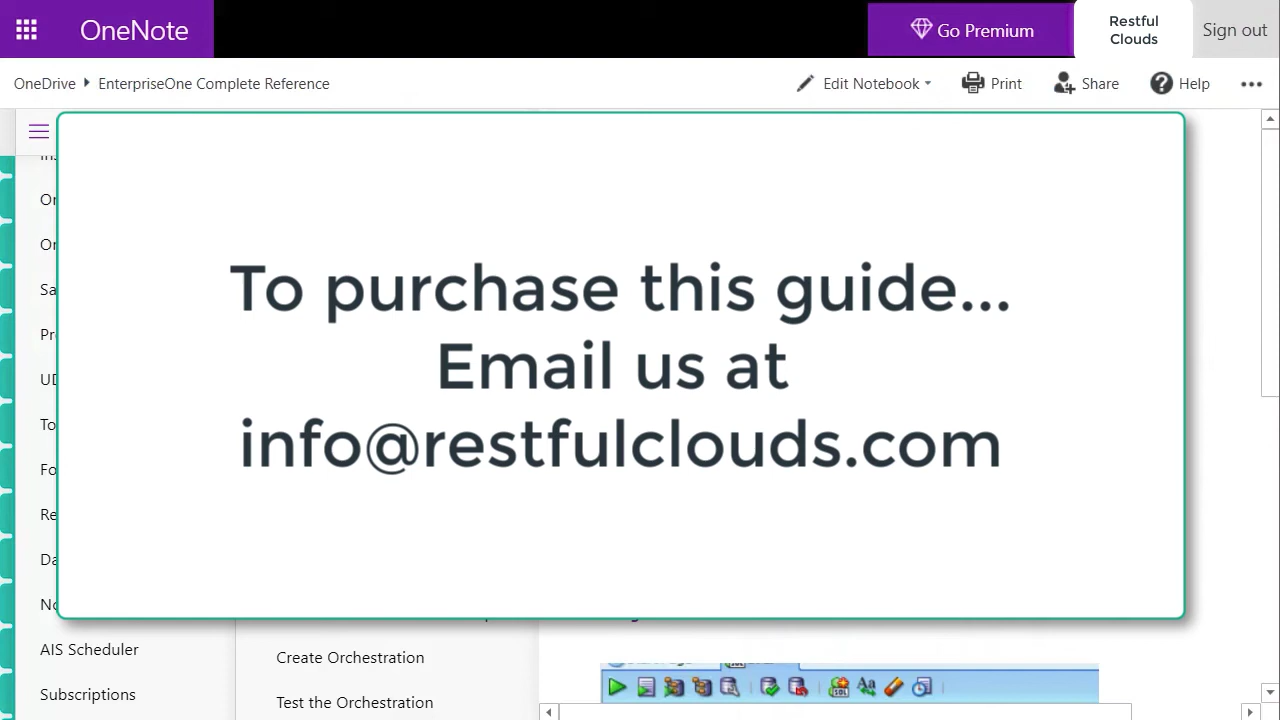 OneNote
Go Premium
Restful
Clouds
Sign out
OneDrive
EnterpriseOne Complete Reference
Edit Notebook
Print
Share
Help
To purchase this guide...
Email us at
info@restfulclouds.com
AIS Scheduler
Subscriptions
Create Orchestration
Test the Orchestration